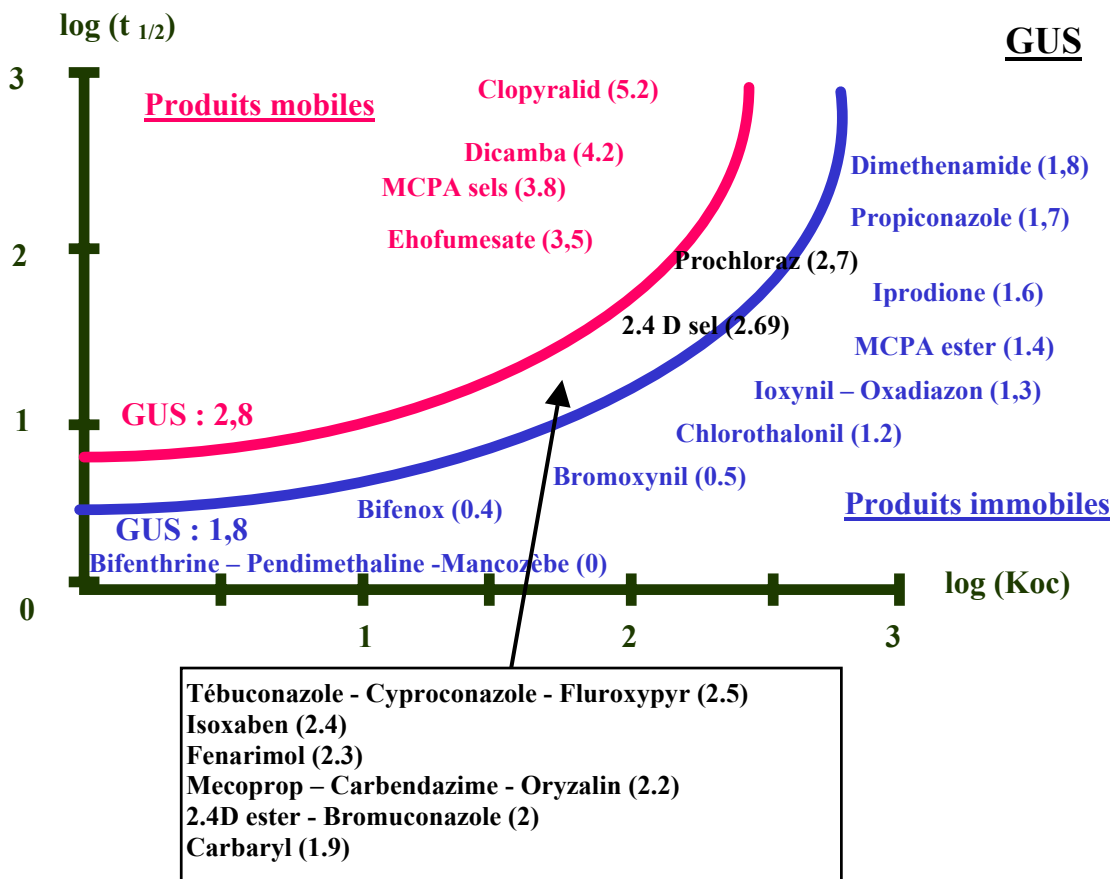 log (t 1/2)
GUS
3
Produits mobiles
Clopyralid (5.2)
Dicamba (4.2)
MCPA sels (3.8)
Dimethenamide (1,8)
Ehofumesate (3,5)
Propiconazole (1,7)
2
Prochloraz (2,7)
Iprodione (1.6)
2.4 D sel (2.69)
MCPA ester (1.4)
Ioxynil – Oxadiazon (1,3)
1
GUS : 2,8
Chlorothalonil (1.2)
Bromoxynil (0.5)
Bifenox (0.4)
Produits immobiles
GUS : 1,8
Bifenthrine – Pendimethaline -Mancozèbe (0)
log (Koc)
0
1
2
3
Tébuconazole - Cyproconazole - Fluroxypyr (2.5)
Isoxaben (2.4)
Fenarimol (2.3)
Mecoprop – Carbendazime - Oryzalin (2.2)
2.4D ester - Bromuconazole (2)
Carbaryl (1.9)